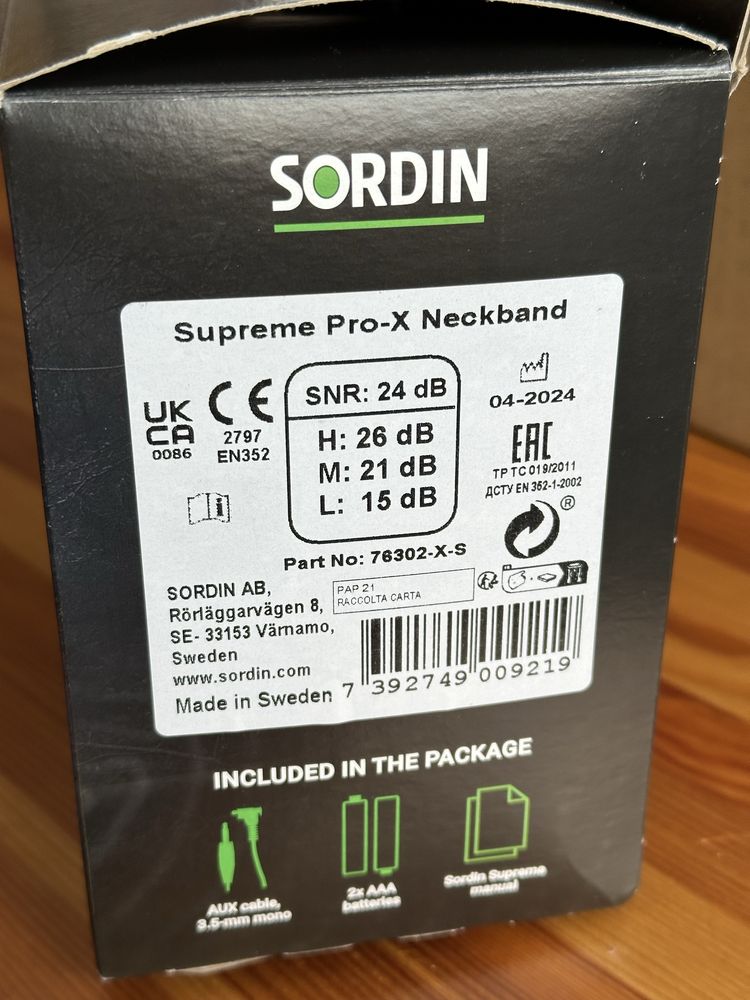 SORDIN
Supreme Pro-X Neckband
UK
CA
0086
CE
2797
EN352
SNR: 24 dB
H: 26 dB
M: 21 dB
L: 15 dB
04-2024
EAC
ТР ТС 019/2011
ДСТУ EN 352-1-2002
®
i
Part No: 76302-X-S
SORDIN AB,
Rörläggarvägen 8,
SE- 33153 Värnamo,
Sweden
www.sordin.com
Made in Sweden
PAP 21
RACCOLTA CARTA
7 392749 009219
INCLUDED IN THE PACKAGE
AUX cable,
3.5-mm mono
2x AAA
batteries
Sordin Supreme
manual